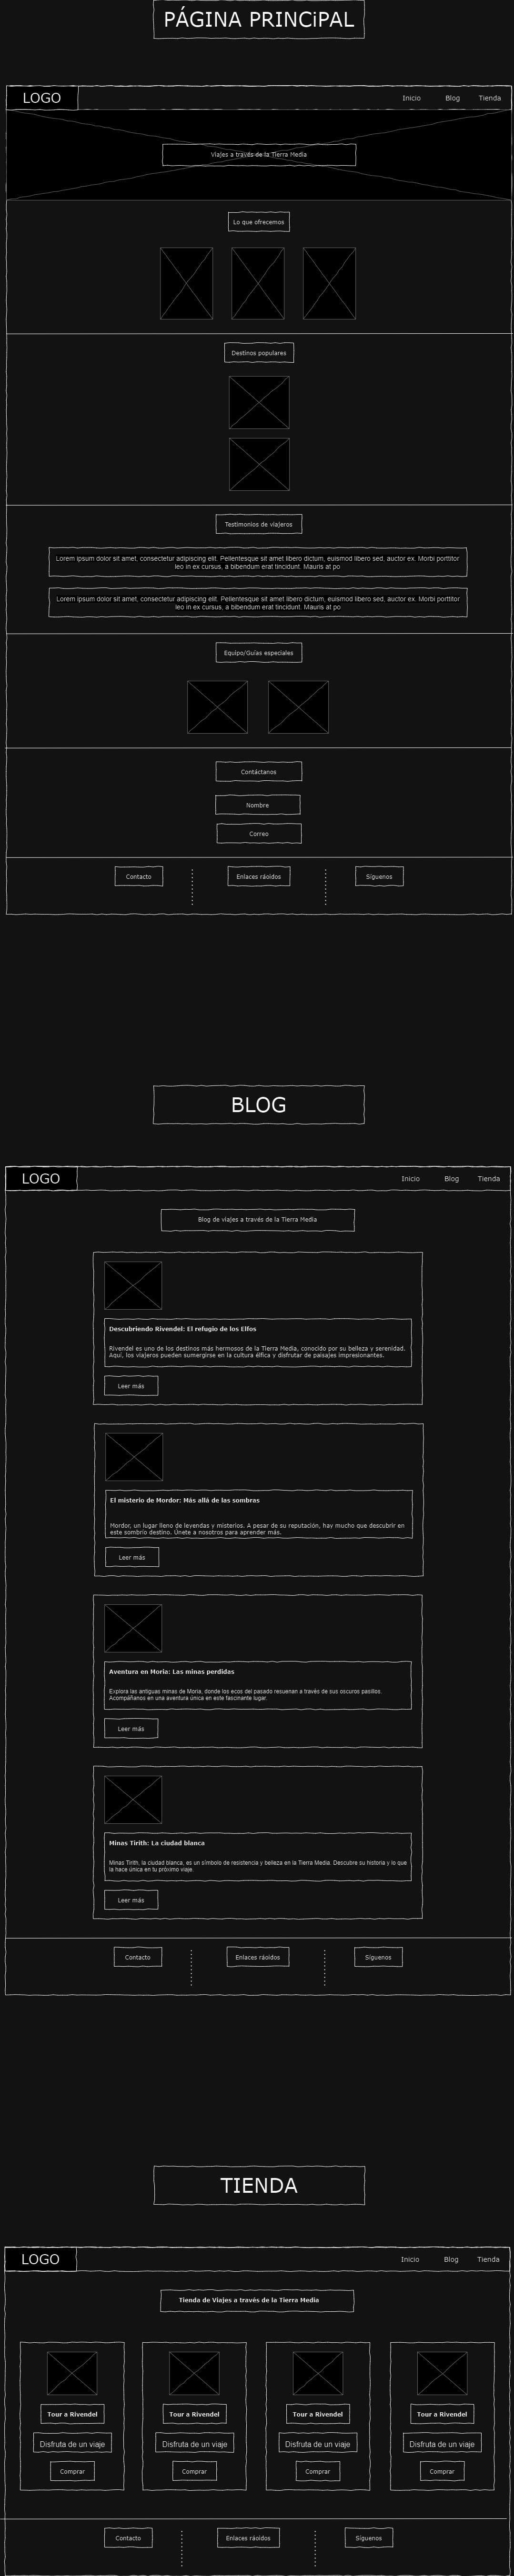 PÁGINA PRINCiPAL
LOGO
Inicio Blog Tienda
Viajes a través de la Tierra Media
Lo que ofrecemos
Destinos populares
Testimonios de viajeros
Lorem ipsum dolor sit amet, consectetur adipiscing elit. Pellentesque sit amet libero dictum, euismod libero sed, auctor ex. Morbi porttitor
leo in ex cursus, a bibendum erat tincidunt. Mauris at po
Lorem ipsum dolor sit amet, consectetur adipiscing elit. Pellentesque sit amet libero dictum, euismod libero sed, auctor ex. Morbi porttitor
leo in ex cursus, a bibendum erat tincidunt. Mauris at po
Equipo/Guías especiales
Contáctanos
Nombre
Correo
Contacto Enlaces ráoidos Síguenos
BLOG
LOGO
Inicio Blog Tienda
Blog de viajes a través de la Tierra Media
Descubriendo Rivendel: El refugio de los Elfos
Rivendel es uno de los destinos más hermosos de la Tierra Media, conocido por su belleza y serenidad.
Aquí, los viajeros pueden sumergirse en la cultura élfica y disfrutar de paisajes impresionantes.
Leer más
El misterio de Mordor: Más allá de las sombras
Mordor, un lugar lleno de leyendas y misterios. A pesar de su reputación, hay mucho que descubrir en
este sombrío destino. Únete a nosotros para aprender más.
Leer más
Aventura en Moria: Las minas perdidas
Explora las antiguas minas de Moria, donde los ecos del pasado resuenan a través de sus oscuros pasillos.
Acompáñanos en una aventura única en este fascinante lugar.
Leer más
Minas Tirith: La ciudad blanca
Minas Tirith, la ciudad blanca, es un símbolo de resistencia y belleza en la Tierra Media. Descubre su historia y lo que
la hace única en tu próximo viaje.
Leer más
Contacto Enlaces ráoidos Síguenos
TIENDA
LOGO
Inicio Blog Tienda
Tienda de Viajes a través de la Tierra Media
Tour a Rivendel Tour a Rivendel Tour a Rivendel Tour a Rivendel
Disfruta de un viaje Disfruta de un viaje Disfruta de un viaje Disfruta de un viaje
Comprar Comprar Comprar Comprar
Contacto Enlaces ráoidos Síguenos